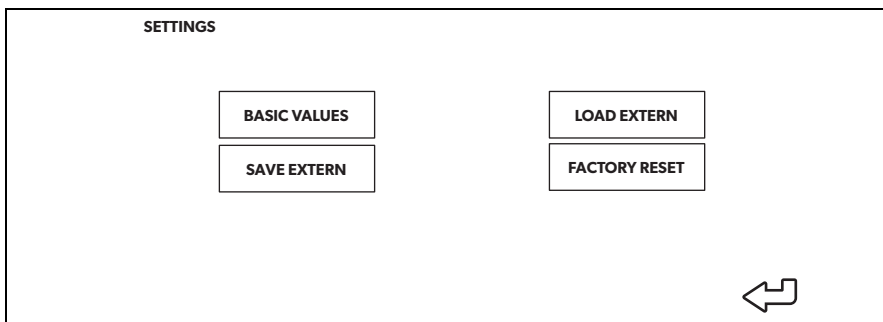 SETTINGS
BASIC VALUES
LOAD EXTERN
SAVE EXTERN
FACTORY RESET